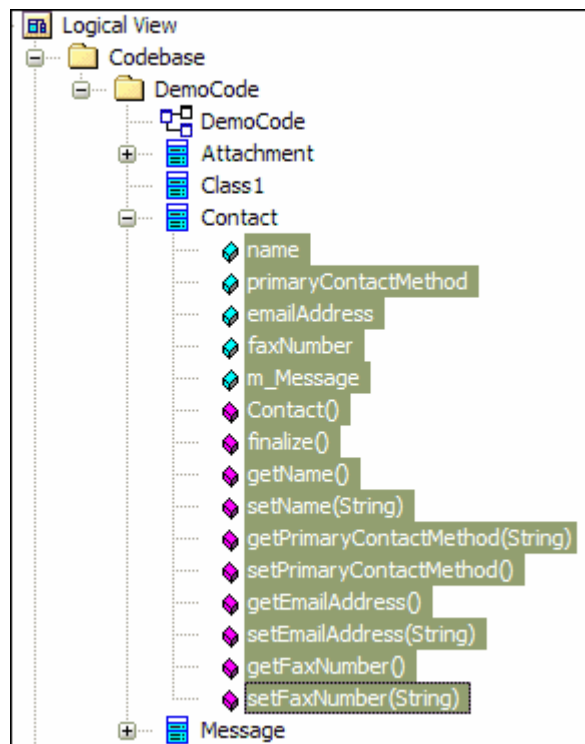 Logical View
Codebase
DemoCode
DemoCode
Attachment
Class1
Contact
name
primaryContactMethod
emailAddress
faxNumber
m_Message
Contact()
finalize()
getName()
setName(String)
getPrimaryContactMethod(String)
setPrimaryContactMethod()
getEmailAddress()
setEmailAddress(String)
getFaxNumber()
setFaxNumber(String)
Message